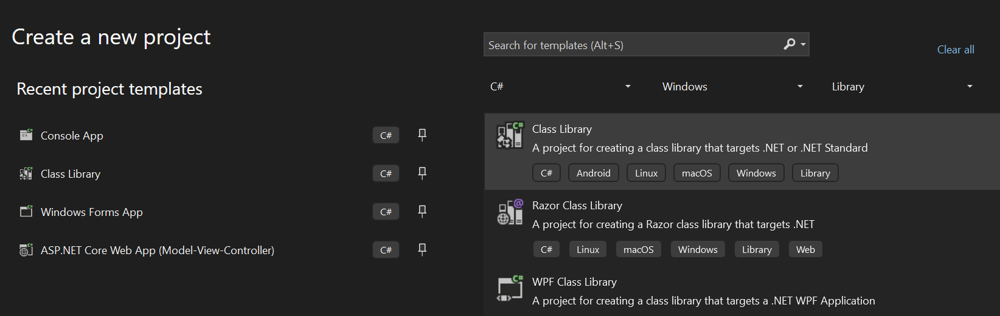 Create a new project
Search for templates (Alt+S)
Clear all
Recent project templates
C#
Windows
Library
Console App
C#
Class Library
C#
Windows Forms App
C#
ASP.NET Core Web App (Model-View-Controller)
C#
Class Library
A project for creating a class library that targets .NET or .NET Standard
C# Android Linux macOS Windows Library
Razor Class Library
A project for creating a Razor class library that targets .NET
C# Linux macOS Windows Library Web
WPF Class Library
A project for creating a class library that targets a .NET WPF Application